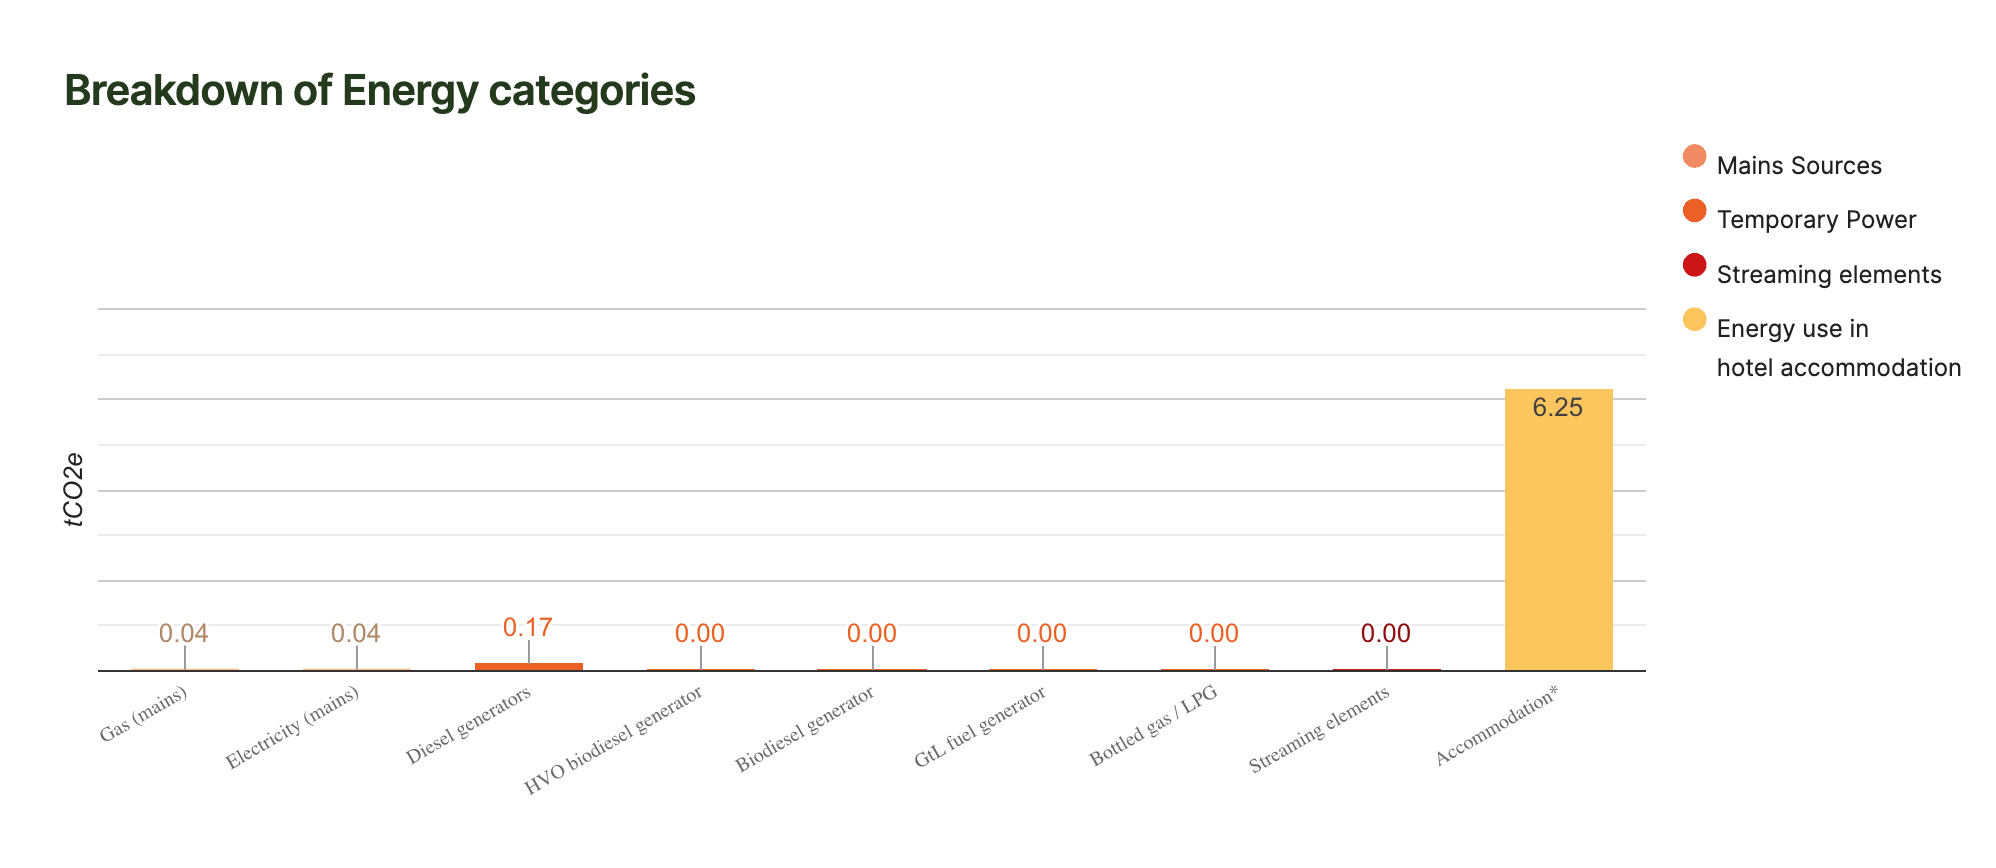 Breakdown of Energy categories
Mains Sources
Temporary Power
Streaming elements
Energy use in
hotel accommodation
tCO2e
0.04
0.04
0.17
0.00
0.00
0.00
0.00
0.00
6.25
Gas (mains)
Electricity (mains)
Diesel generators
HVO biodiesel generator
Biodiesel generator
GtL fuel generator
Bottled gas / LPG
Streaming elements
Accommodation*